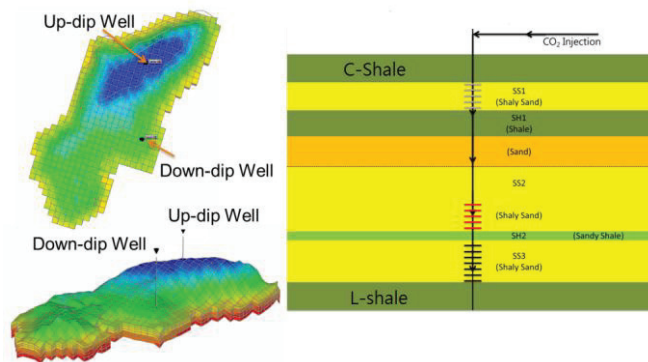 Up-dip Well
Down-dip Well
Up-dip Well
Down-dip Well
CO₂ Injection
C-Shale
SS1
(Shaly Sand)
SH1
(Shale)
(Sand)
SS2
(Shaly Sand)
SH2 (Sandy Shale)
SS3
(Shaly Sand)
L-shale